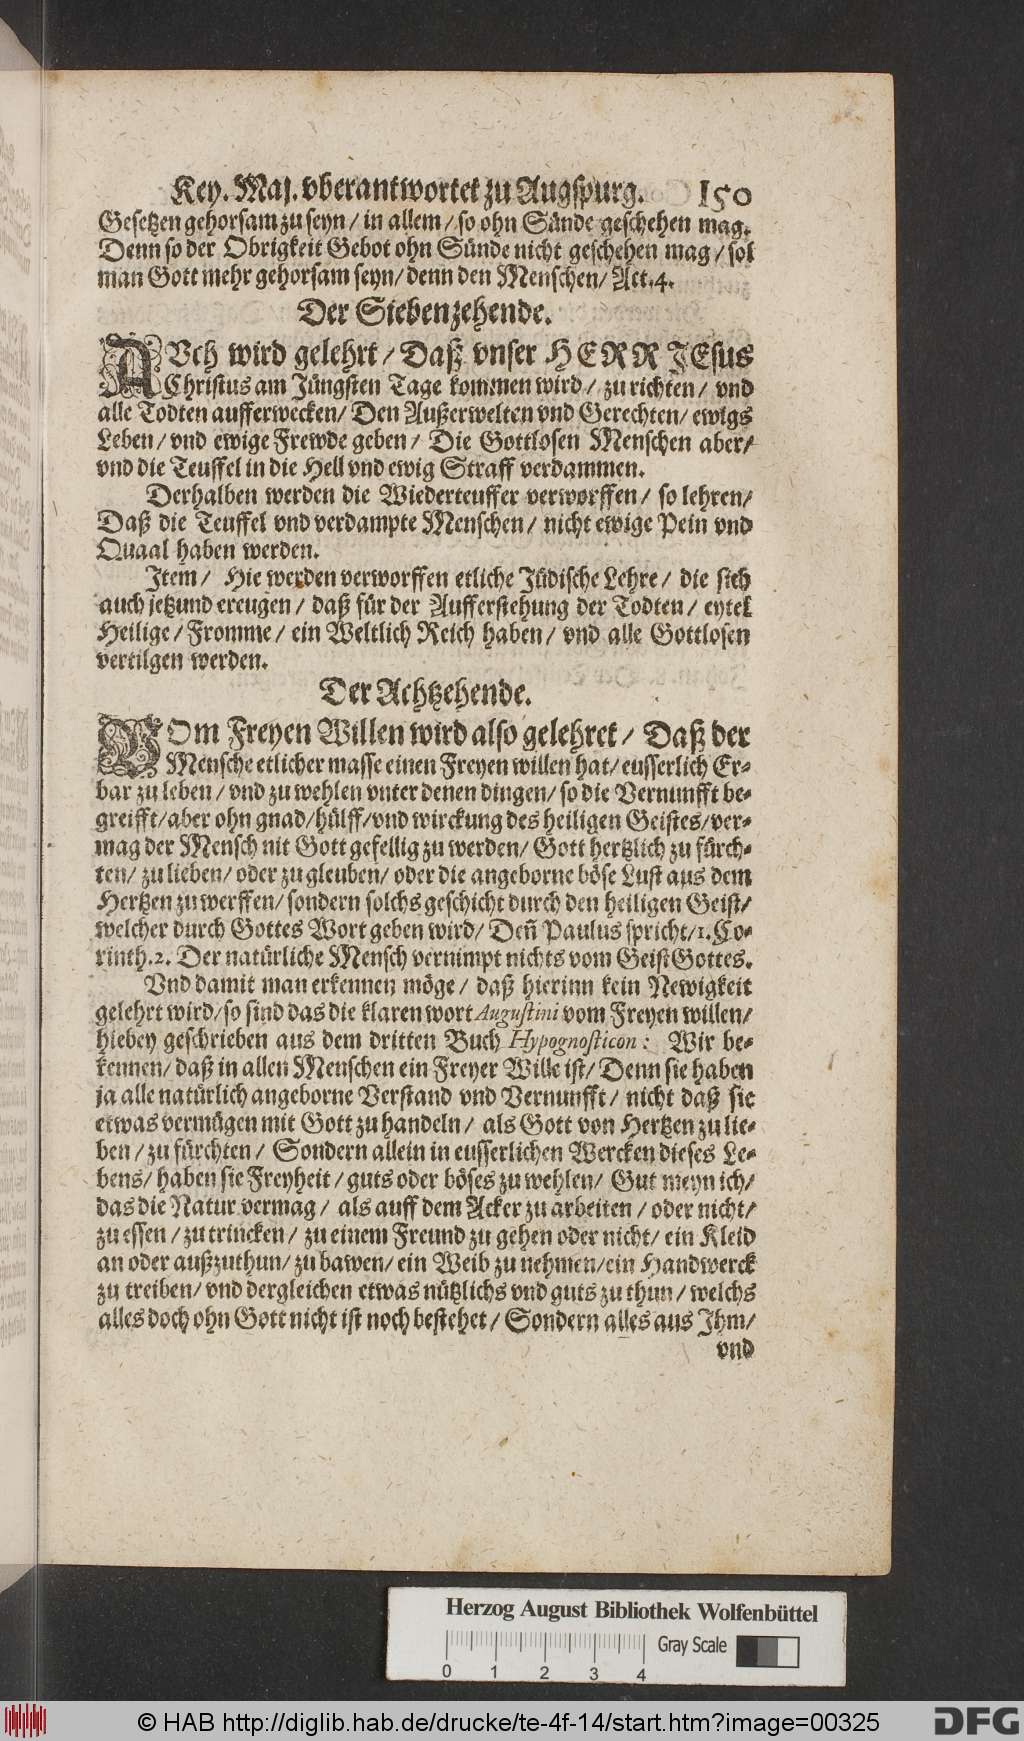 Key. Maj. vberantwortet zu Augspurg. 150
Gesetzen gehorsam zu seyn / in allem / so ohn Sünde geschehen mag.
Denn so der Obrigkeit Gebot ohn Sünde nicht geschehen mag / sol
man Gott mehr gehorsam seyn / denn den Menschen / Act. 4.
Der Siebenzehende.
AUch wird gelehrt / Daß vnser HERR JEsus
Christus am Jüngsten Tage kommen wird / zu richten / vnd
alle Todten aufferwecken / Den Außerwelten vnd Gerechten / ewigs
Leben / vnd ewige Frewde geben / Die Gottlosen Menschen aber /
vnd die Teuffel in die Hell vnd ewig Straff verdammen.
Derhalben werden die Wiederteuffer verworffen / so lehren /
Daß die Teuffel vnd verdampte Menschen / nicht ewige Pein vnd
Quaal haben werden.
Item / Hie werden verworffen etliche Jüdische Lehre / die sich
auch jetzund ereugen / daß für der Aufferstehung der Todten / eytel
Heilige / Fromme / ein Weltlich Reich haben / vnd alle Gottlosen
vertilgen werden.
Der Achtzehende.
VOm Freyen Willen wird also gelehret / Daß der
Mensche etlicher masse einen Freyen willen hat / eusserlich Er-
bar zu leben / vnd zu wehlen vnter denen dingen / so die Vernunfft be-
greifft / aber ohn gnad / hülff / vnd wirckung des heiligen Geistes / ver-
mag der Mensch nit Gott gefellig zu werden / Gott hertzlich zu fürch-
ten / zu lieben / oder zu gleuben / oder die angeborne böse Lust aus dem
Hertzen zu werffen / sondern solchs geschicht durch den heiligen Geist /
welcher durch Gottes Wort geben wird / Deñ Paulus spricht / 1. Co-
rinth. 2. Der natürliche Mensch vernimpt nichts vom Geist Gottes.
Vnd damit man erkennen möge / daß hierinn kein Newigkeit
gelehrt wird / so sind das die klaren wort Augustini vom Freyen willen /
hiebey geschrieben aus dem dritten Buch Hypognosticon: Wir be-
kennen / daß in allen Menschen ein Freyer Wille ist / Denn sie haben
ja alle natürlich angeborne Verstand vnd Vernunfft / nicht daß sie
etwas vermögen mit Gott zu handeln / als Gott von Hertzen zu lie-
ben / zu fürchten / Sondern allein in eusserlichen Wercken dieses Le-
bens / haben sie Freyheit / guts oder böses zu wehlen / Gut meyn ich /
das die Natur vermag / als auff dem Acker zu arbeiten / oder nicht /
zu essen / zu trincken / zu einem Freund zu gehen oder nicht / ein Kleid
an oder außzuthun / zu bawen / ein Weib zu nehmen / ein Handwerck
zu treiben / vnd dergleichen etwas nützlichs vnd guts zu thun / welchs
alles doch ohn Gott nicht ist noch bestehet / Sondern alles aus Ihm /
vnd
Herzog August Bibliothek Wolfenbüttel
Gray Scale
0 1 2 3 4
© HAB http://diglib.hab.de/drucke/te-4f-14/start.htm?image=00325
DFG